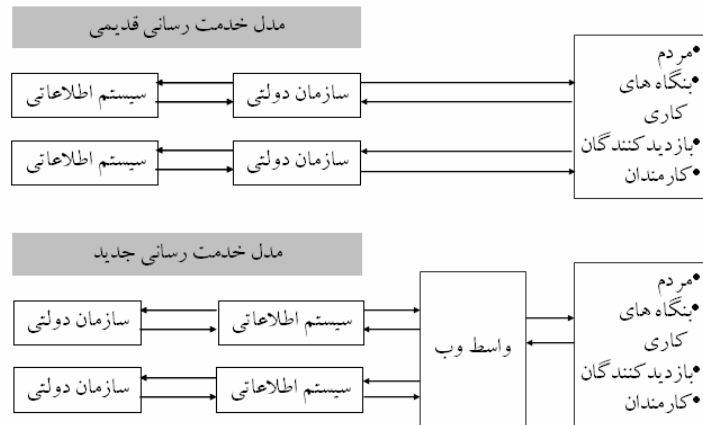 مدل خدمت رسانی قدیمی
•مردم
•بنگاه های
کاری
•بازدیدکنندگان
•کارمندان
سازمان دولتی
سیستم اطلاعاتی
سازمان دولتی
سیستم اطلاعاتی
مدل خدمت رسانی جدید
•مردم
•بنگاه های
کاری
•بازدیدکنندگان
•کارمندان
واسط وب
سیستم اطلاعاتی
سازمان دولتی
سیستم اطلاعاتی
سازمان دولتی